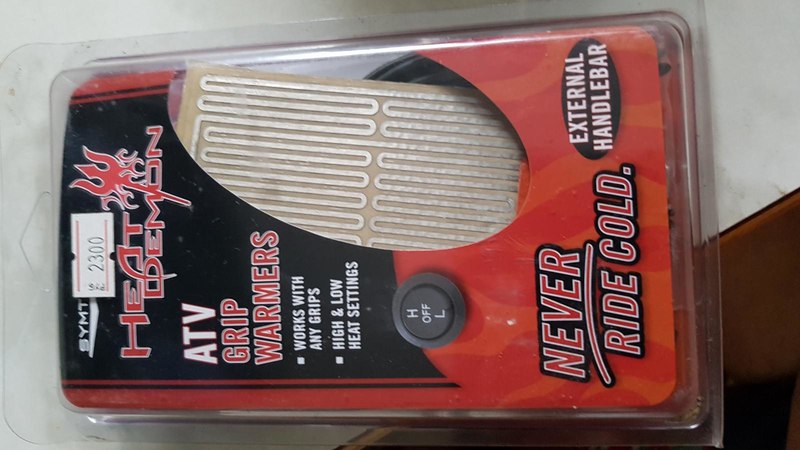 SYMT
HEAT
DEMON
2300
ATV
GRIP
WARMERS
▪ WORKS WITH
ANY GRIPS
▪ HIGH & LOW
HEAT SETTINGS
H
OFF
L
EXTERNAL
HANDLEBAR
NEVER
RIDE COLD.